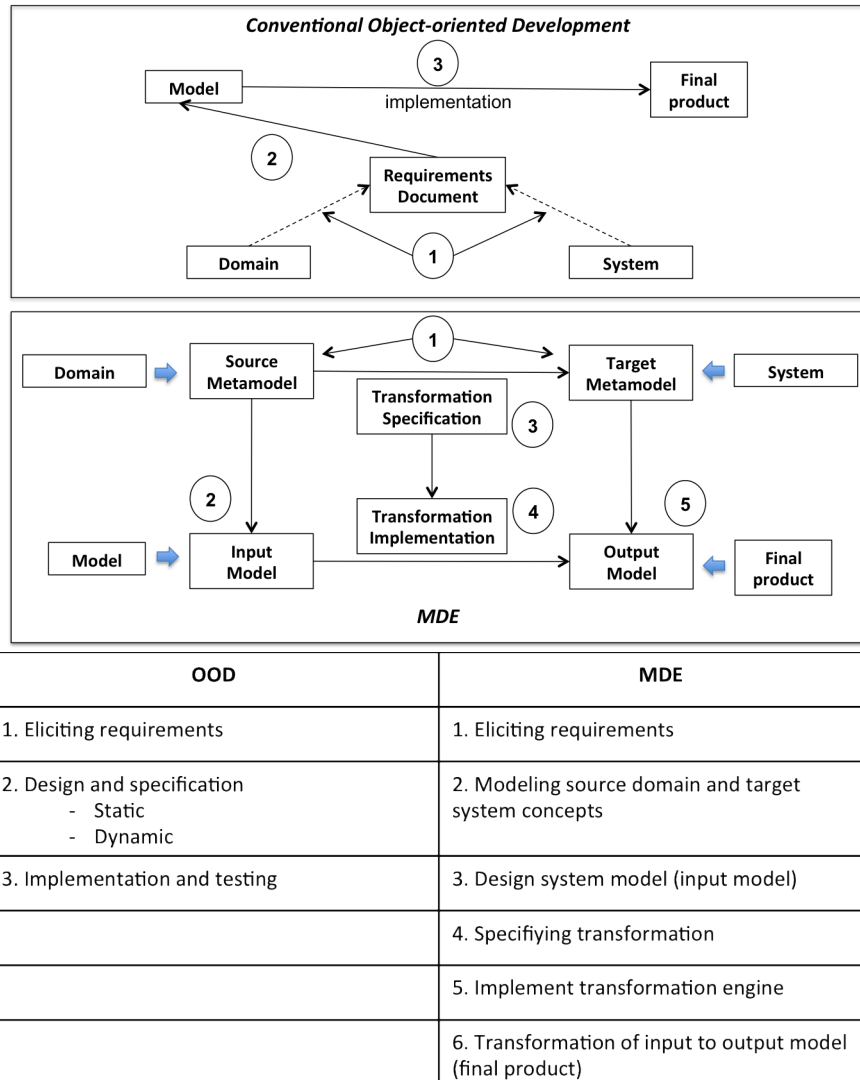 Conventional Object-oriented Development
3
Model
Final
product
implementation
2
Requirements
Document
1
Domain
System
1
Domain
Source
Metamodel
Target
Metamodel
System
Transformation
Specification
3
2
4
5
Transformation
Implementation
Model
Input
Model
Output
Model
Final
product
MDE
OOD
MDE
1. Eliciting requirements
1. Eliciting requirements
2. Design and specification
- Static
- Dynamic
2. Modeling source domain and target
system concepts
3. Implementation and testing
3. Design system model (input model)
4. Specifiying transformation
5. Implement transformation engine
6. Transformation of input to output model
(final product)